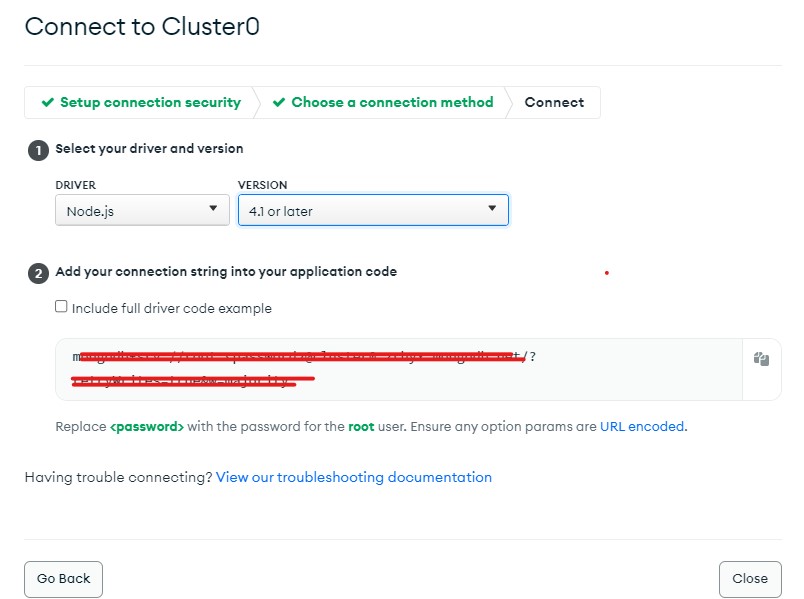 Connect to Cluster0
Setup connection security
Choose a connection method
Connect
1 Select your driver and version
DRIVER VERSION
Node.js 4.1 or later
2 Add your connection string into your application code
Include full driver code example
/?
Replace <password> with the password for the root user. Ensure any option params are URL encoded.
Having trouble connecting? View our troubleshooting documentation
Go Back Close